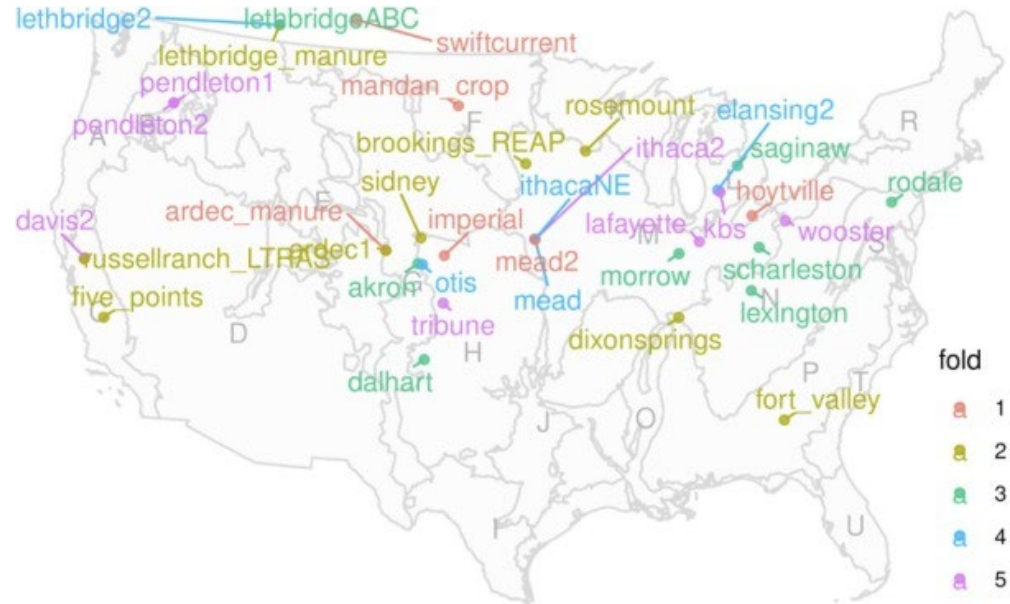 lethbridge2
lethbridgeABC
swiftcurrent
lethbridge_manure
pendleton1
mandan_crop
rosemount
elansing2
pendleton2
A
F
R
brookings_REAP
ithaca2
saginaw
sidney
ithacaNE
hoytville
rodale
E
davis2
ardec_manure
imperial
lafayette_kbs
wooster
M
S
russellranch_LTRAS
ardec1
mead2
akron
otis
G
morrow
scharleston
five_points
C
mead
N
lexington
tribune
D
dixonsprings
H
dalhart
fold
P
T
fort_valley
J
O
1
2
3
I
U
4
5